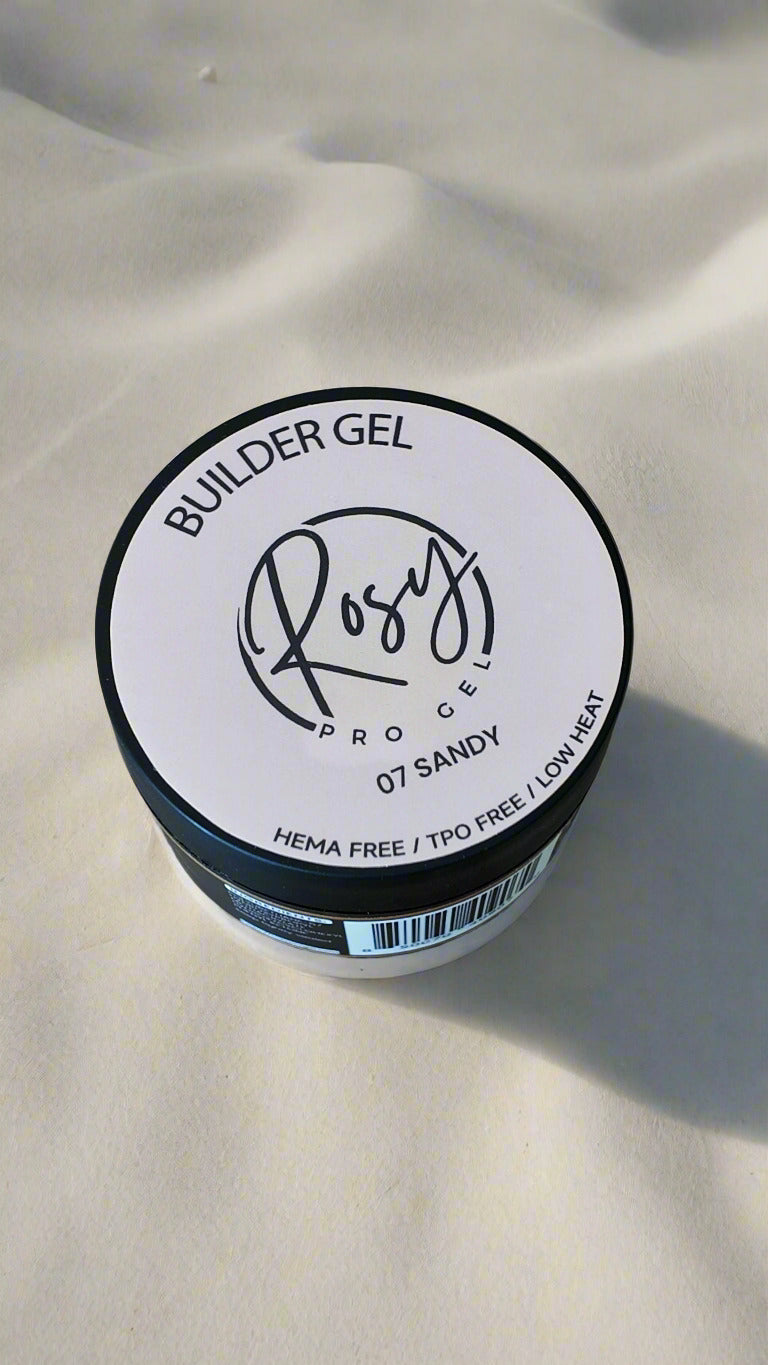 BUILDER GEL
Rosy
PRO GEL
07 SANDY
HEMA FREE / TPO FREE / LOW HEAT